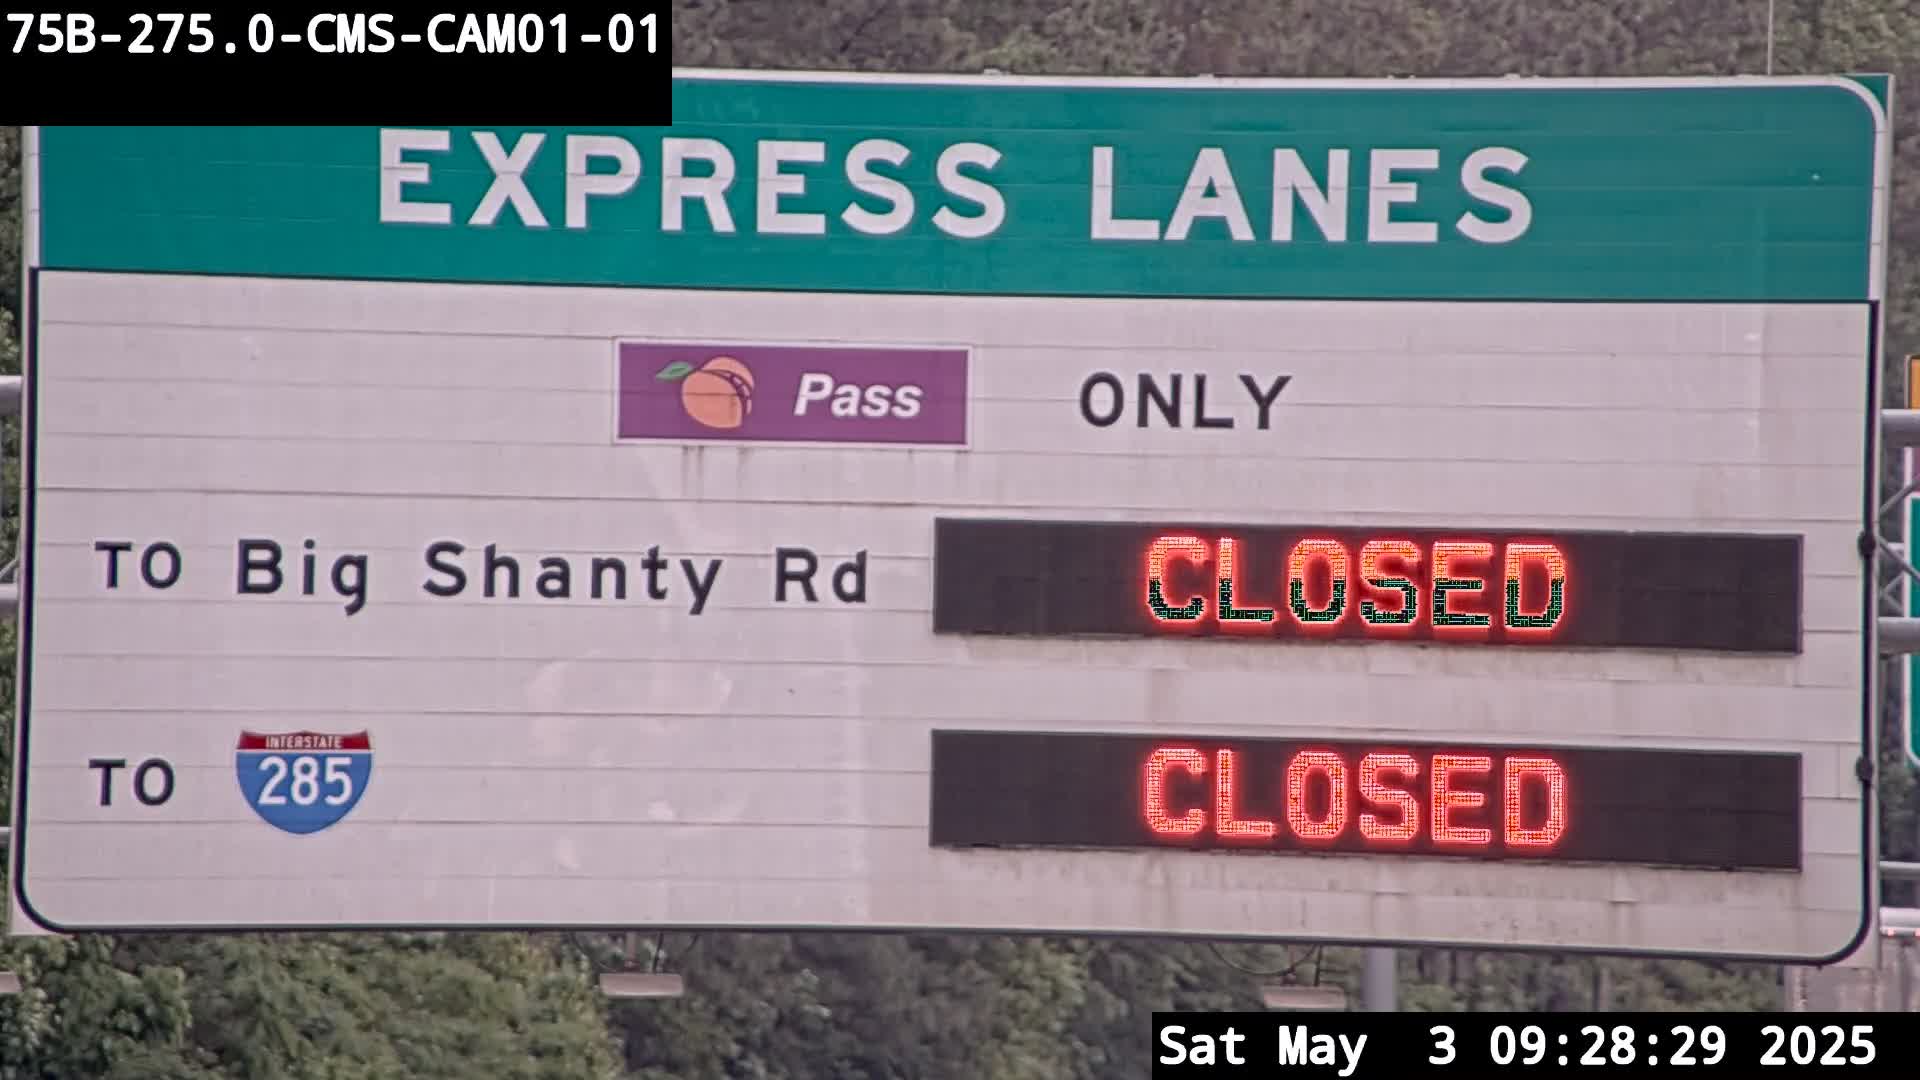 75B-275.0-CMS-CAM01-01
EXPRESS LANES
Pass ONLY
TO Big Shanty Rd CLOSED
TO INTERSTATE 285 CLOSED
Sat May 3 09:28:29 2025